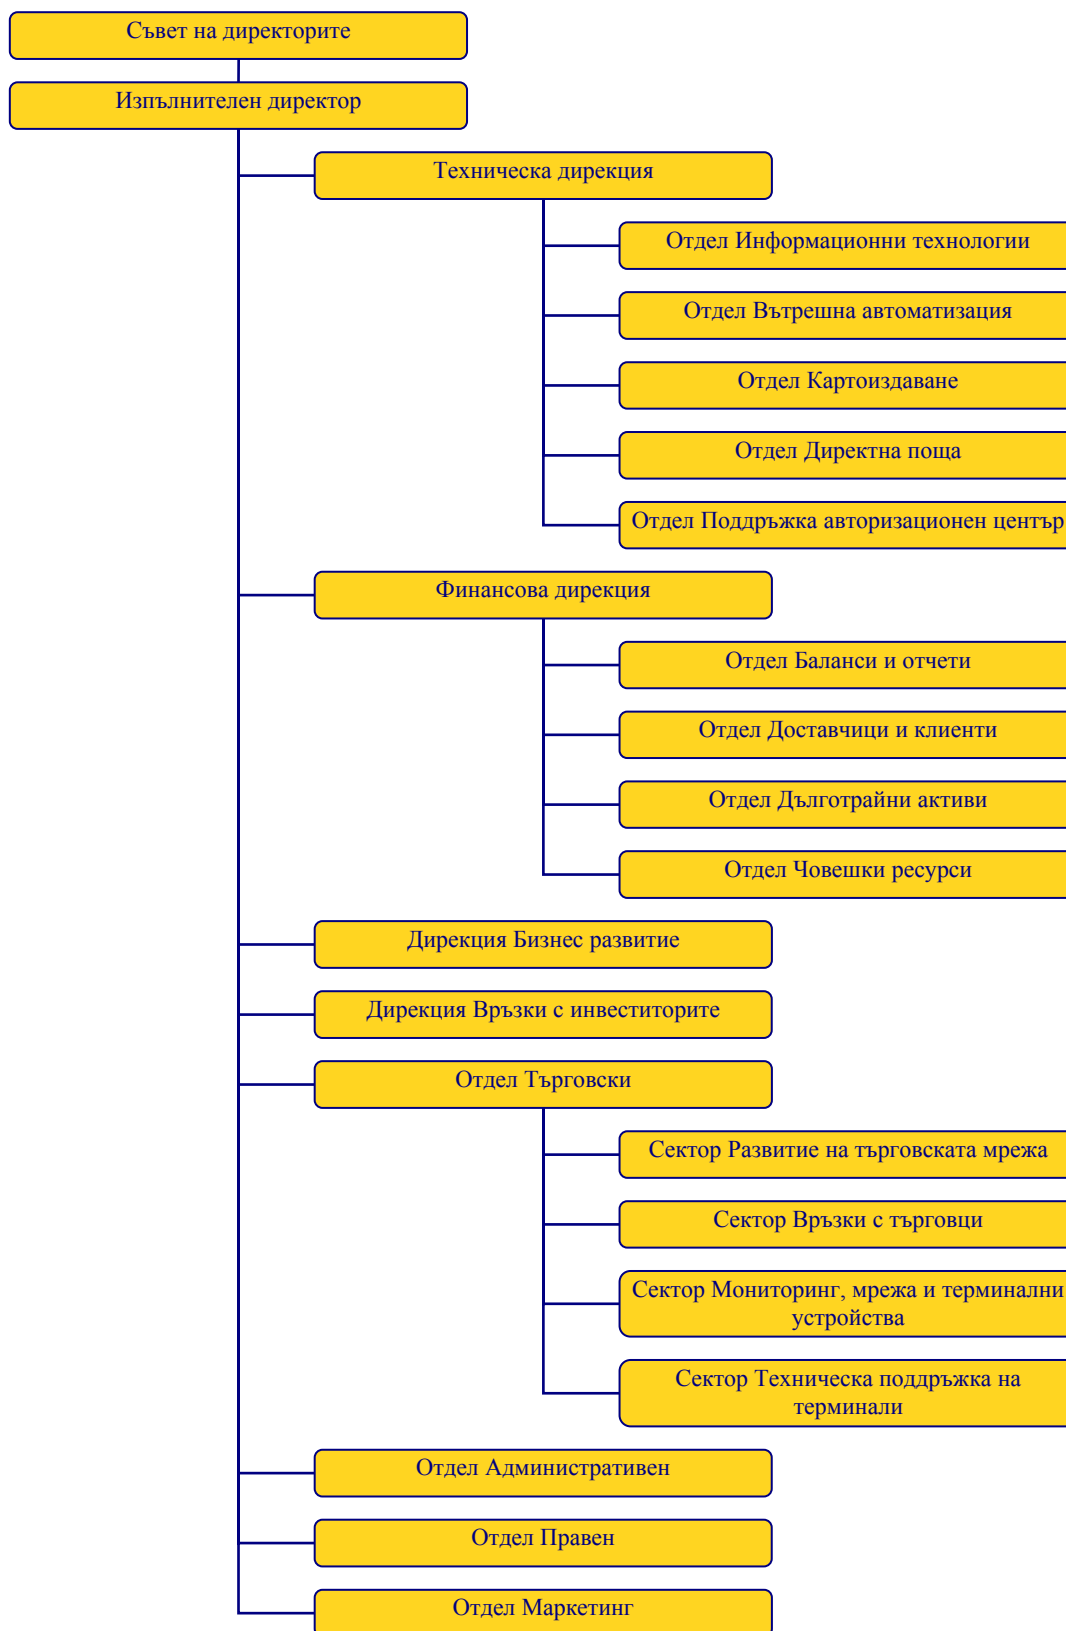 Съвет на директорите
Изпълнителен директор
Техническа дирекция
Отдел Информационни технологии
Отдел Вътрешна автоматизация
Отдел Картоиздаване
Отдел Директна поща
Отдел Поддръжка авторизационен център
Финансова дирекция
Отдел Баланси и отчети
Отдел Доставчици и клиенти
Отдел Дълготрайни активи
Отдел Човешки ресурси
Дирекция Бизнес развитие
Дирекция Връзки с инвеститорите
Отдел Търговски
Сектор Развитие на търговската мрежа
Сектор Връзки с търговци
Сектор Мониторинг, мрежа и терминални
устройства
Сектор Техническа поддръжка на
терминали
Отдел Административен
Отдел Правен
Отдел Маркетинг